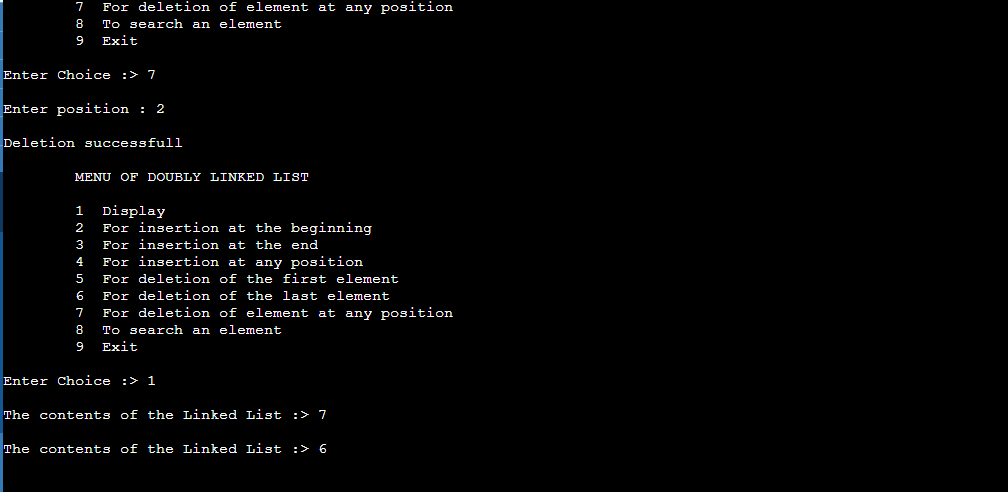 7 For deletion of element at any position
8 To search an element
9 Exit
Enter Choice :> 7
Enter position : 2
Deletion successfull
MENU OF DOUBLY LINKED LIST
1 Display
2 For insertion at the beginning
3 For insertion at the end
4 For insertion at any position
5 For deletion of the first element
6 For deletion of the last element
7 For deletion of element at any position
8 To search an element
9 Exit
Enter Choice :> 1
The contents of the Linked List :> 7
The contents of the Linked List :> 6